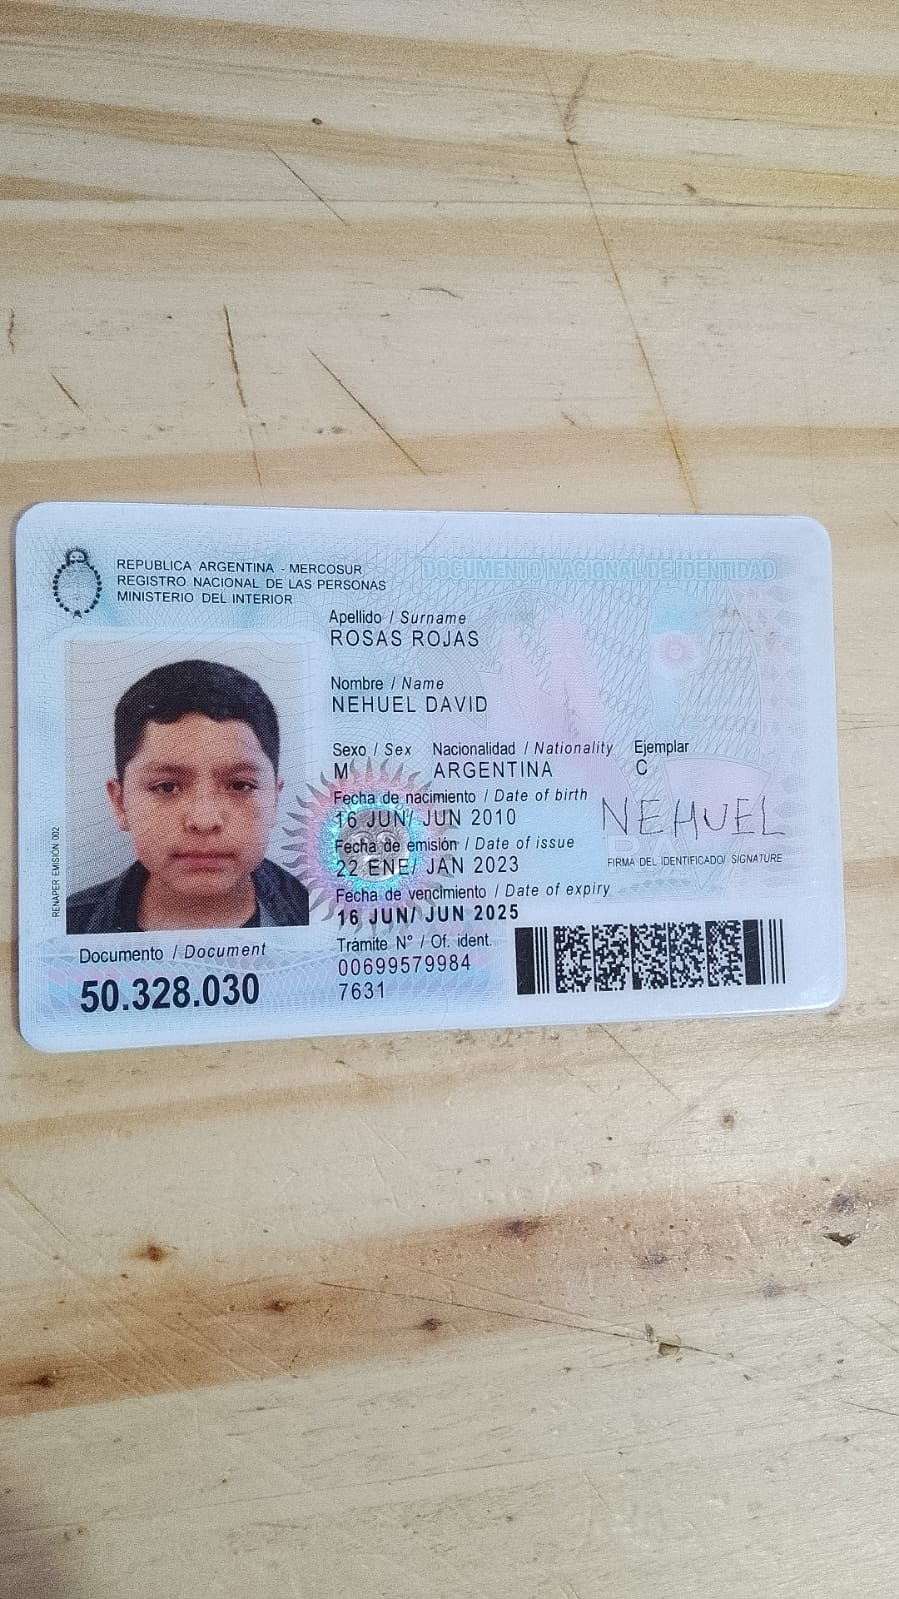 REPUBLICA ARGENTINA - MERCOSUR
REGISTRO NACIONAL DE LAS PERSONAS
MINISTERIO DEL INTERIOR
DOCUMENTO NACIONAL DE IDENTIDAD
Apellido / Surname
ROSAS ROJAS
Nombre / Name
NEHUEL DAVID
Sexo / Sex Nacionalidad / Nationality Ejemplar
M ARGENTINA C
Fecha de nacimiento / Date of birth
16 JUN/ JUN 2010
Fecha de emisión / Date of issue
22 ENE/ JAN 2023
Fecha de vencimiento / Date of expiry
16 JUN/ JUN 2025
NEHUEL
FIRMA DEL IDENTIFICADO/ SIGNATURE
Trámite N° / Of. ident.
00699579984
7631
Documento / Document
50.328.030
RENAPER EMISIÓN 002